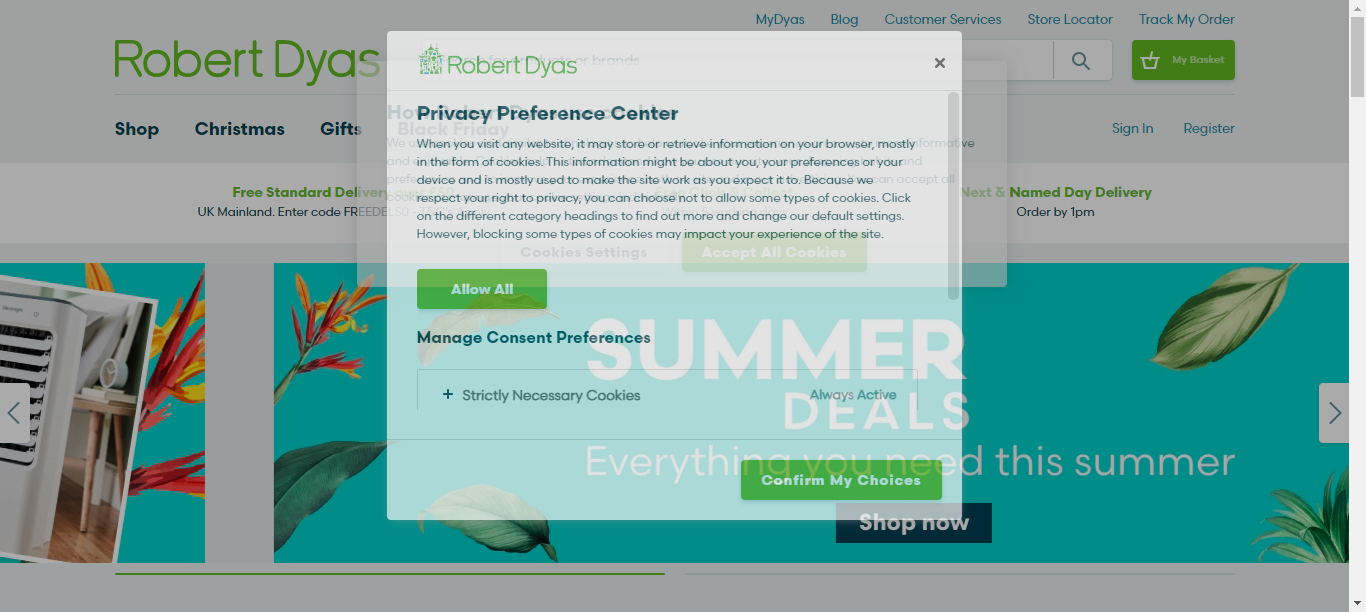 MyDyas Blog Customer Services Store Locator Track My Order
Robert Dyas
Robert Dyas
My Basket
Shop Christmas Gifts Black Friday
Sign In Register
Privacy Preference Center
When you visit any website, it may store or retrieve information on your browser, mostly
in the form of cookies. This information might be about you, your preferences or your
device and is mostly used to make the site work as you expect it to. Because we
respect your right to privacy, you can choose not to allow some types of cookies. Click
on the different category headings to find out more and change our default settings.
However, blocking some types of cookies may impact your experience of the site.
Free Standard Delivery over £50
UK Mainland. Enter code FREEDEL50
Free Click & Collect
Next & Named Day Delivery
Order by 1pm
Cookies Settings Accept All Cookies
Allow All
Manage Consent Preferences
+ Strictly Necessary Cookies Always Active
Confirm My Choices
SUMMER
DEALS
Everything you need this summer
Shop now